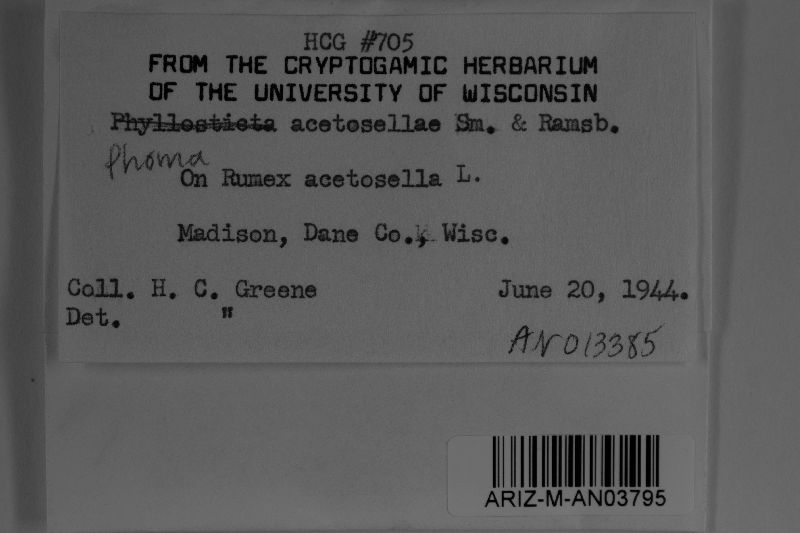 HCG #705
FROM THE CRYPTOGAMIC HERBARIUM
OF THE UNIVERSITY OF WISCONSIN
Phyllosticta acetosellae Sm. & Ramsb.
Phoma
On Rumex acetosella L.
Madison, Dane Co., Wisc.
Coll. H. C. Greene June 20, 1944.
Det. "
AN013385
ARIZ-M-AN03795